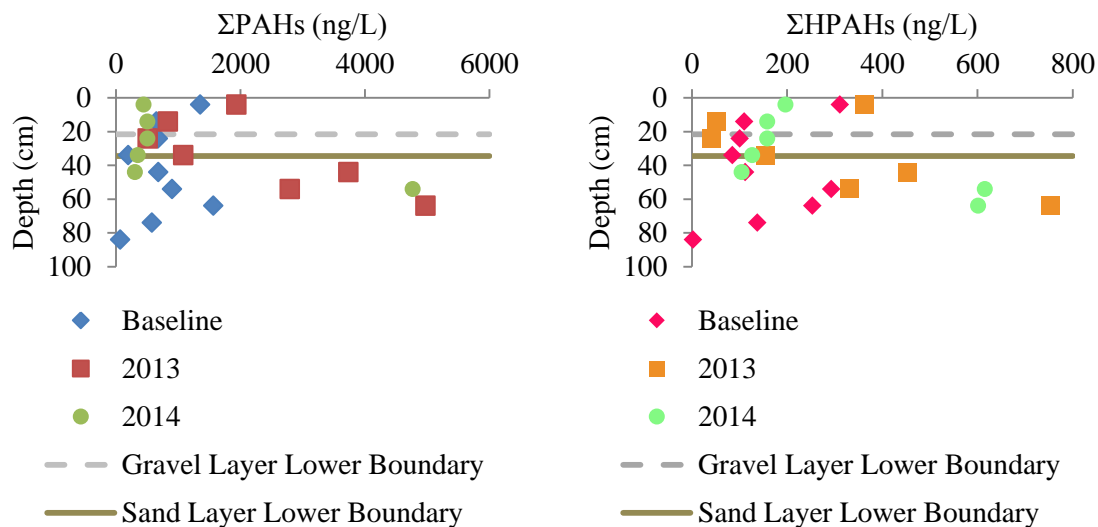 ΣPAHs (ng/L)
0 2000 4000 6000
0
20
40
60
80
100
Depth (cm)
Baseline
2013
2014
Gravel Layer Lower Boundary
Sand Layer Lower Boundary
ΣHPAHs (ng/L)
0 200 400 600 800
0
20
40
60
80
100
Depth (cm)
Baseline
2013
2014
Gravel Layer Lower Boundary
Sand Layer Lower Boundary